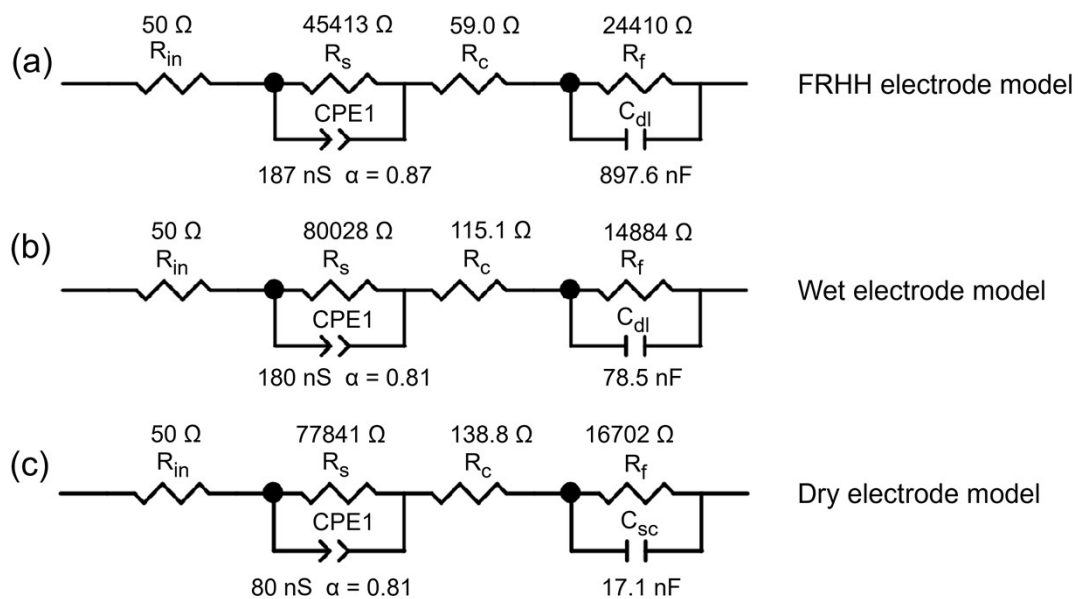 (a)
50 Ω 45413 Ω 59.0 Ω 24410 Ω
R_in R_s R_c R_f
FRHH electrode model
CPE1 C_dl
187 nS α = 0.87 897.6 nF
(b)
50 Ω 80028 Ω 115.1 Ω 14884 Ω
R_in R_s R_c R_f
Wet electrode model
CPE1 C_dl
180 nS α = 0.81 78.5 nF
(c)
50 Ω 77841 Ω 138.8 Ω 16702 Ω
R_in R_s R_c R_f
Dry electrode model
CPE1 C_sc
80 nS α = 0.81 17.1 nF